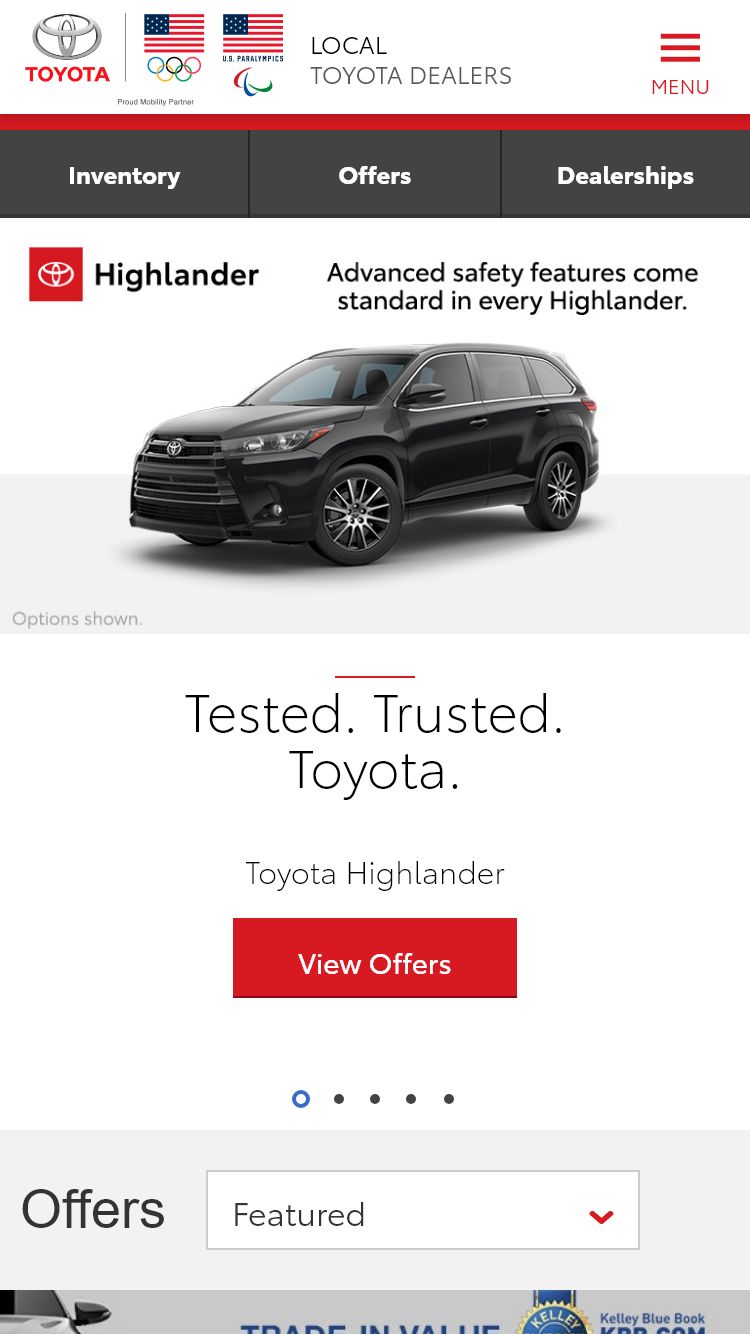 TOYOTA
U.S. PARALYMPICS
Proud Mobility Partner
LOCAL
TOYOTA DEALERS
MENU
Inventory
Offers
Dealerships
Highlander
Advanced safety features come
standard in every Highlander.
Options shown.
Tested. Trusted.
Toyota.
Toyota Highlander
View Offers
Offers
Featured
TRADE-IN VALUE
KELLEY
Kelley Blue Book
KBB.COM